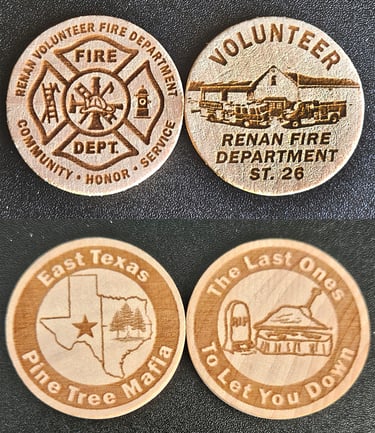 RENAN VOLUNTEER FIRE DEPARTMENT
FIRE
DEPT.
COMMUNITY · HONOR · SERVICE
VOLUNTEER
RENAN FIRE
DEPARTMENT
ST. 26
East Texas
Pine Tree Mafia
The Last Ones
RIP
To Let You Down